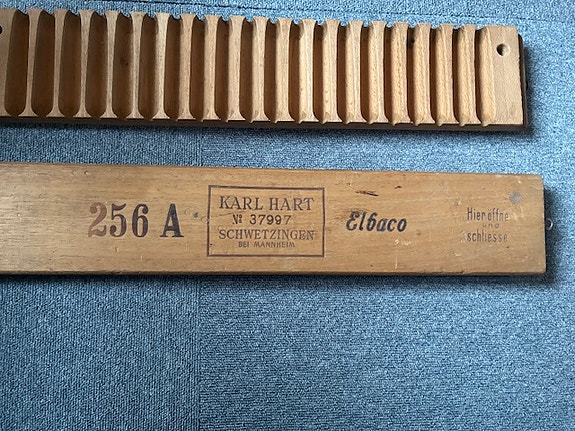 256 A
KARL HART
№ 37997
SCHWETZINGEN
BEI MANNHEIM
Elbaco
Hier öffne
und
schliesse